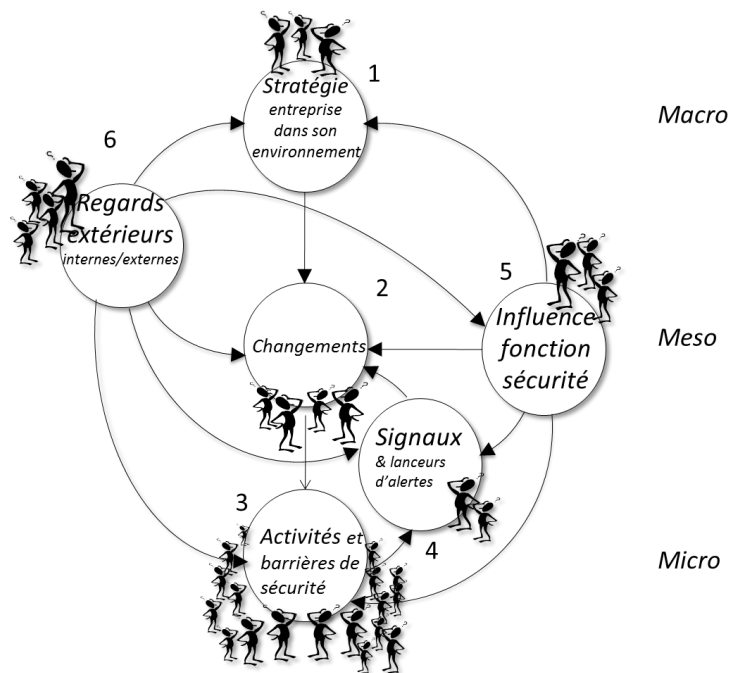 1
Stratégie
entreprise
dans son
environnement
Macro
6
Regards
extérieurs
internes/externes
2
Changements
5
Influence
fonction
sécurité
Meso
Signaux
& lanceurs
d'alertes
4
3
Activités et
barrières de
sécurité
Micro